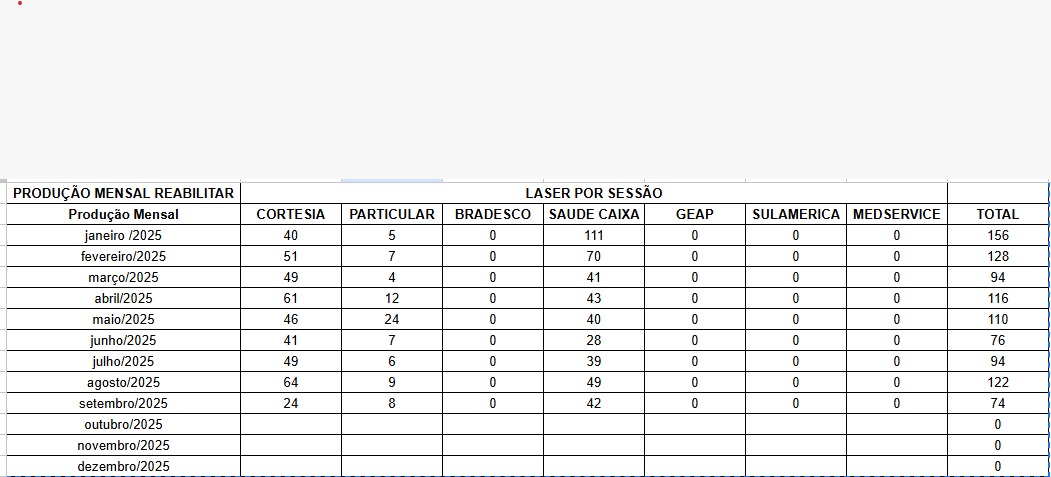 PRODUÇÃO MENSAL REABILITAR LASER POR SESSÃO
Produção Mensal CORTESIA PARTICULAR BRADESCO SAUDE CAIXA GEAP SULAMERICA MEDSERVICE TOTAL
janeiro /2025 40 5 0 111 0 0 0 156
fevereiro/2025 51 7 0 70 0 0 0 128
março/2025 49 4 0 41 0 0 0 94
abril/2025 61 12 0 43 0 0 0 116
maio/2025 46 24 0 40 0 0 0 110
junho/2025 41 7 0 28 0 0 0 76
julho/2025 49 6 0 39 0 0 0 94
agosto/2025 64 9 0 49 0 0 0 122
setembro/2025 24 8 0 42 0 0 0 74
outubro/2025 0
novembro/2025 0
dezembro/2025 0